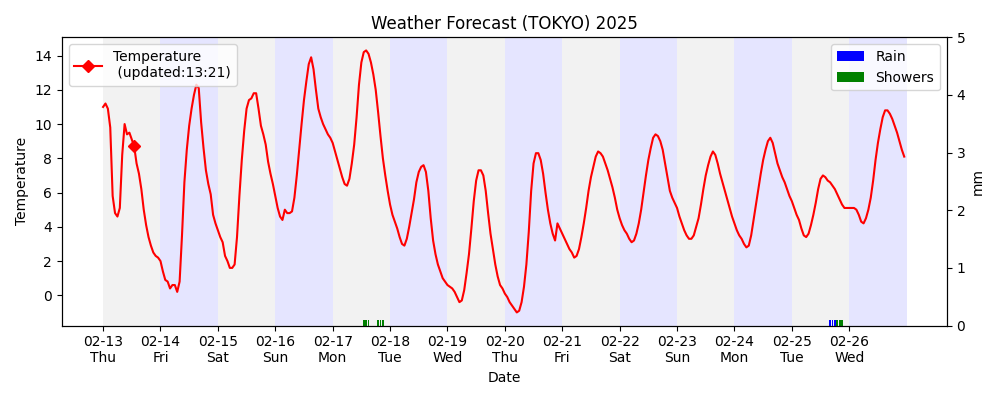 Weather Forecast (TOKYO) 2025
Temperature
(updated:13:21)
Rain
Showers
14
12
10
8
6
4
2
0
Temperature
5
4
3
2
1
0
mm
02-13 02-14 02-15 02-16 02-17 02-18 02-19 02-20 02-21 02-22 02-23 02-24 02-25 02-26
Thu Fri Sat Sun Mon Tue Wed Thu Fri Sat Sun Mon Tue Wed
Date